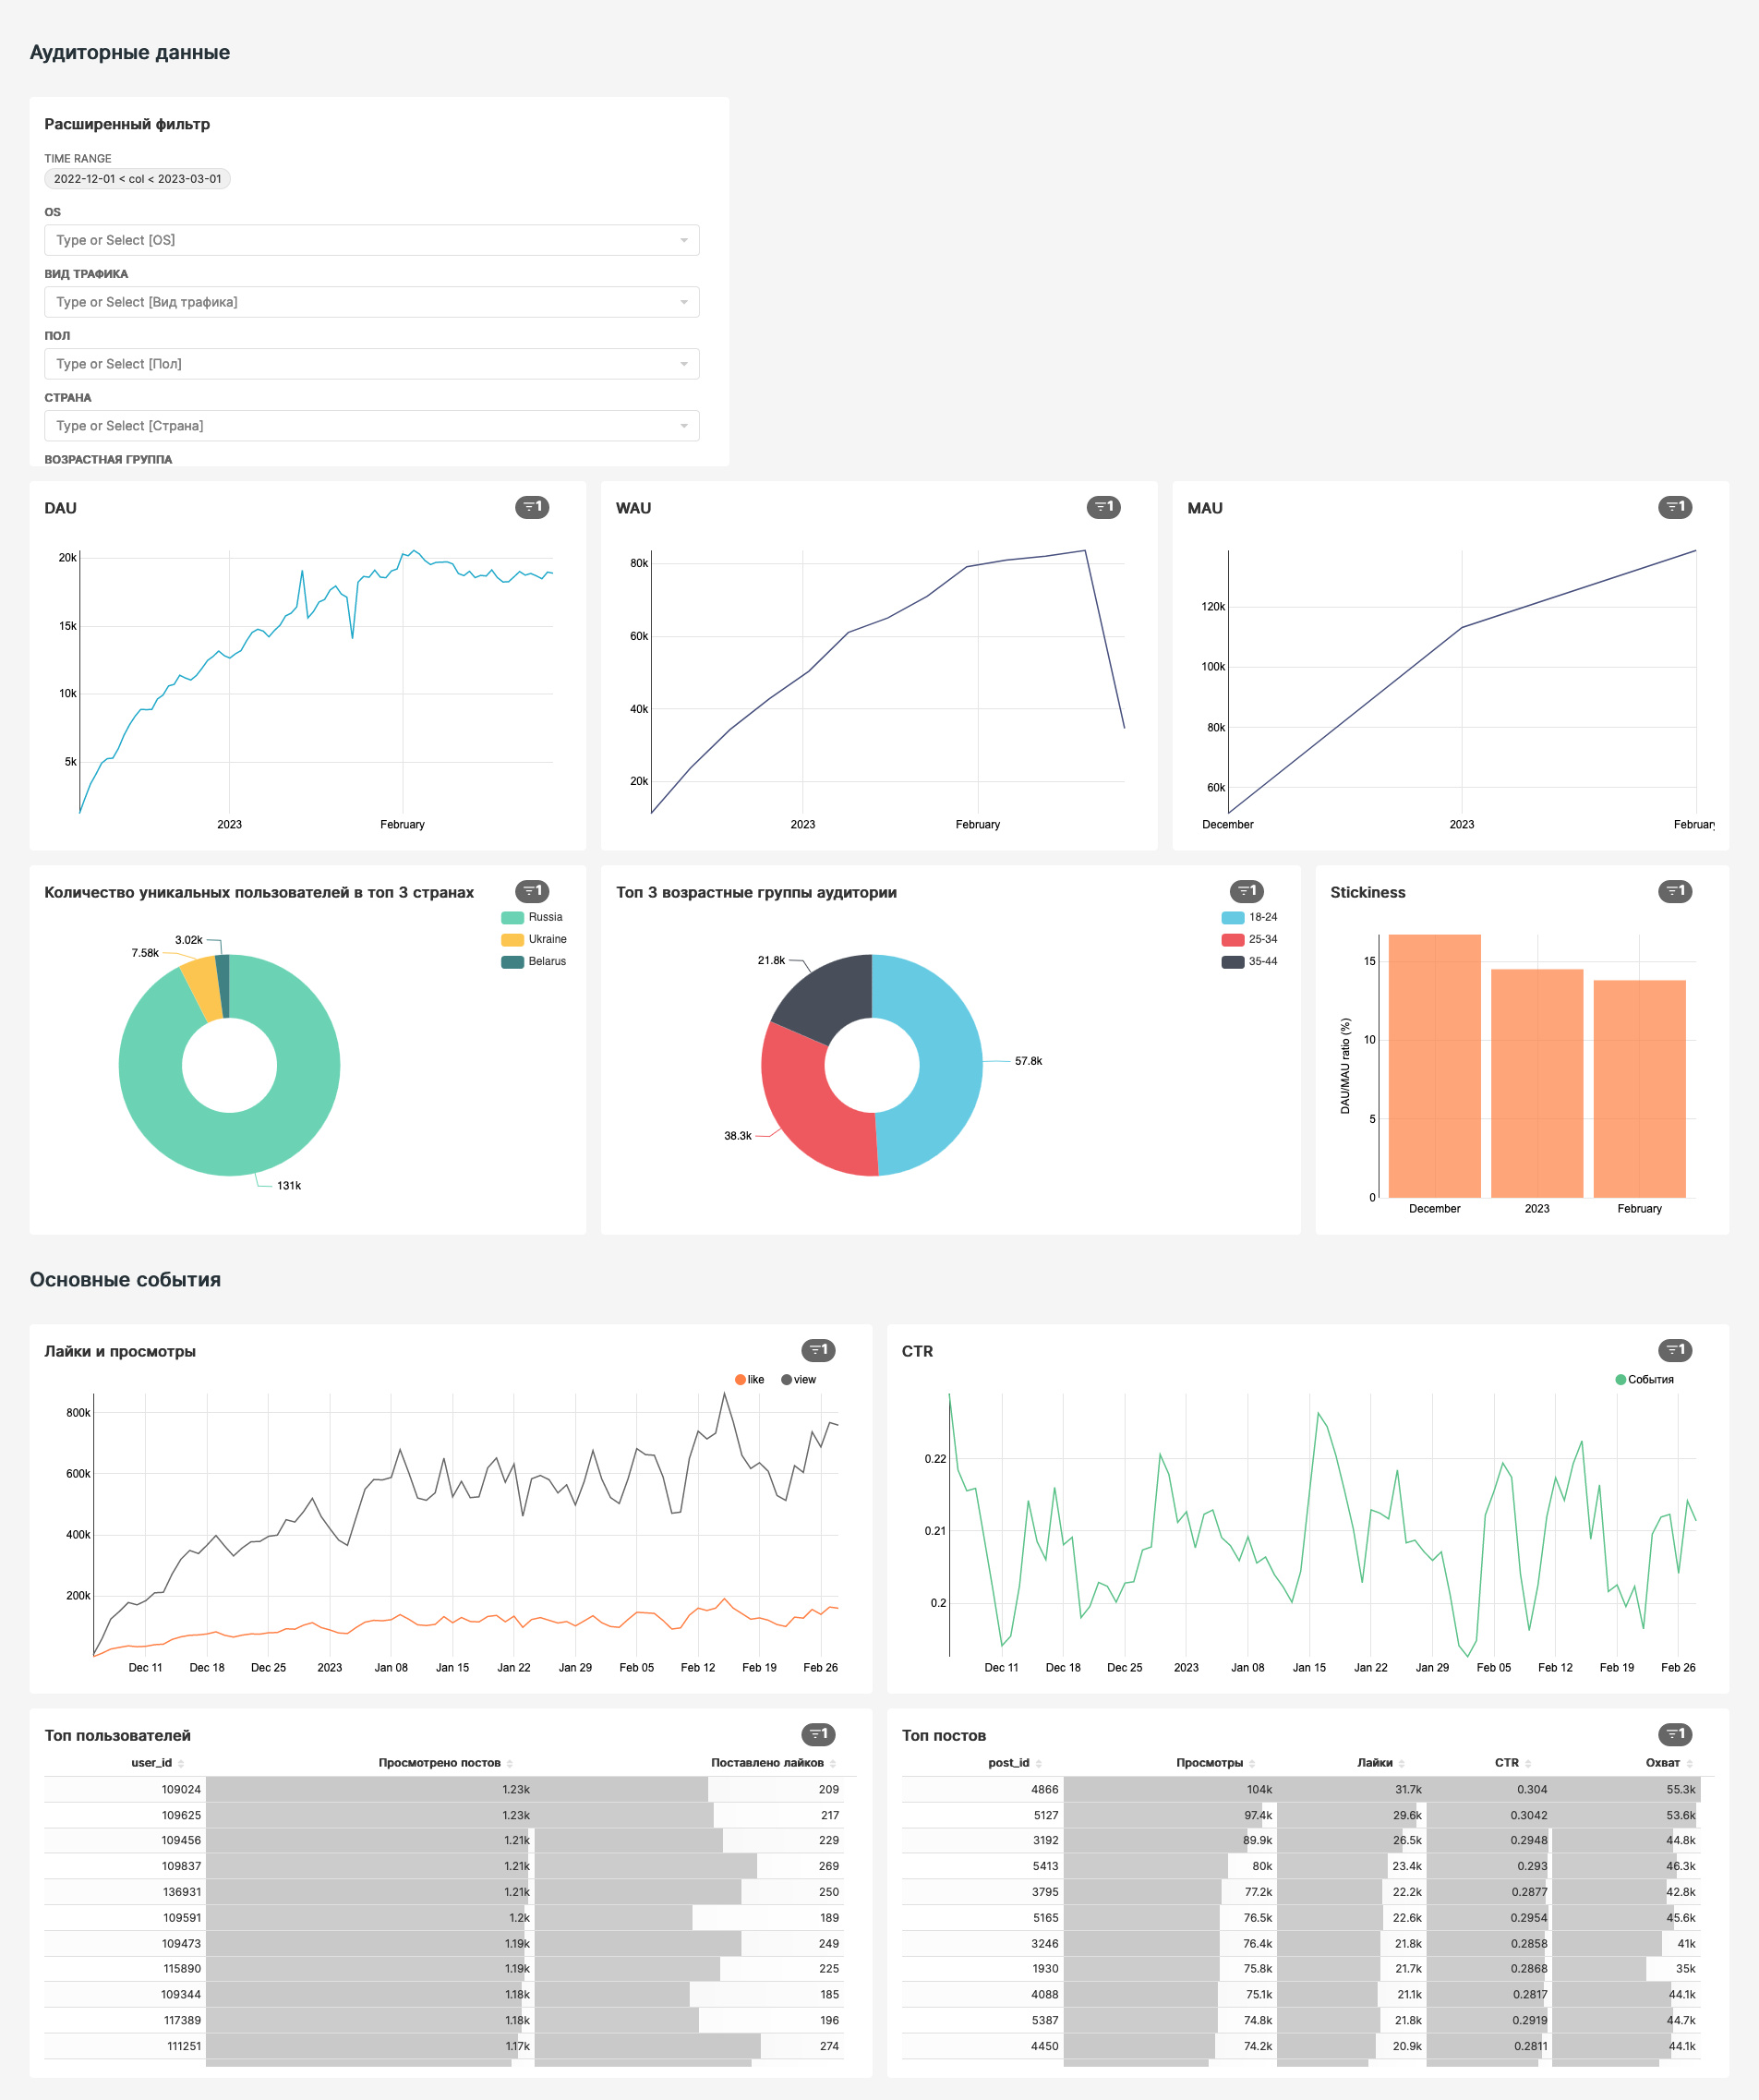 Аудиторные данные
Расширенный фильтр
TIME RANGE
2022-12-01 < col < 2023-03-01
OS
Type or Select [OS]
ВИД ТРАФИКА
Type or Select [Вид трафика]
ПОЛ
Type or Select [Пол]
СТРАНА
Type or Select [Страна]
ВОЗРАСТНАЯ ГРУППА
DAU 1
20k
15k
10k
5k
2023 February
WAU 1
80k
60k
40k
20k
2023 February
MAU 1
120k
100k
80k
60k
December 2023 February
Количество уникальных пользователей в топ 3 странах 1
Russia
Ukraine
Belarus
3.02k
7.58k
131k
Топ 3 возрастные группы аудитории 1
18-24
25-34
35-44
21.8k
57.8k
38.3k
Stickiness 1
DAU/MAU ratio (%)
15
10
5
0
December 2023 February
Основные события
Лайки и просмотры 1
like view
800k
600k
400k
200k
Dec 11 Dec 18 Dec 25 2023 Jan 08 Jan 15 Jan 22 Jan 29 Feb 05 Feb 12 Feb 19 Feb 26
CTR 1
События
0.22
0.21
0.2
Dec 11 Dec 18 Dec 25 2023 Jan 08 Jan 15 Jan 22 Jan 29 Feb 05 Feb 12 Feb 19 Feb 26
Топ пользователей 1
user_id Просмотрено постов Поставлено лайков
109024 1.23k 209
109625 1.23k 217
109456 1.21k 229
109837 1.21k 269
136931 1.21k 250
109591 1.2k 189
109473 1.19k 249
115890 1.19k 225
109344 1.18k 185
117389 1.18k 196
111251 1.17k 274
Топ постов 1
post_id Просмотры Лайки CTR Охват
4866 104k 31.7k 0.304 55.3k
5127 97.4k 29.6k 0.3042 53.6k
3192 89.9k 26.5k 0.2948 44.8k
5413 80k 23.4k 0.293 46.3k
3795 77.2k 22.2k 0.2877 42.8k
5165 76.5k 22.6k 0.2954 45.6k
3246 76.4k 21.8k 0.2858 41k
1930 75.8k 21.7k 0.2868 35k
4088 75.1k 21.1k 0.2817 44.1k
5387 74.8k 21.8k 0.2919 44.7k
4450 74.2k 20.9k 0.2811 44.1k